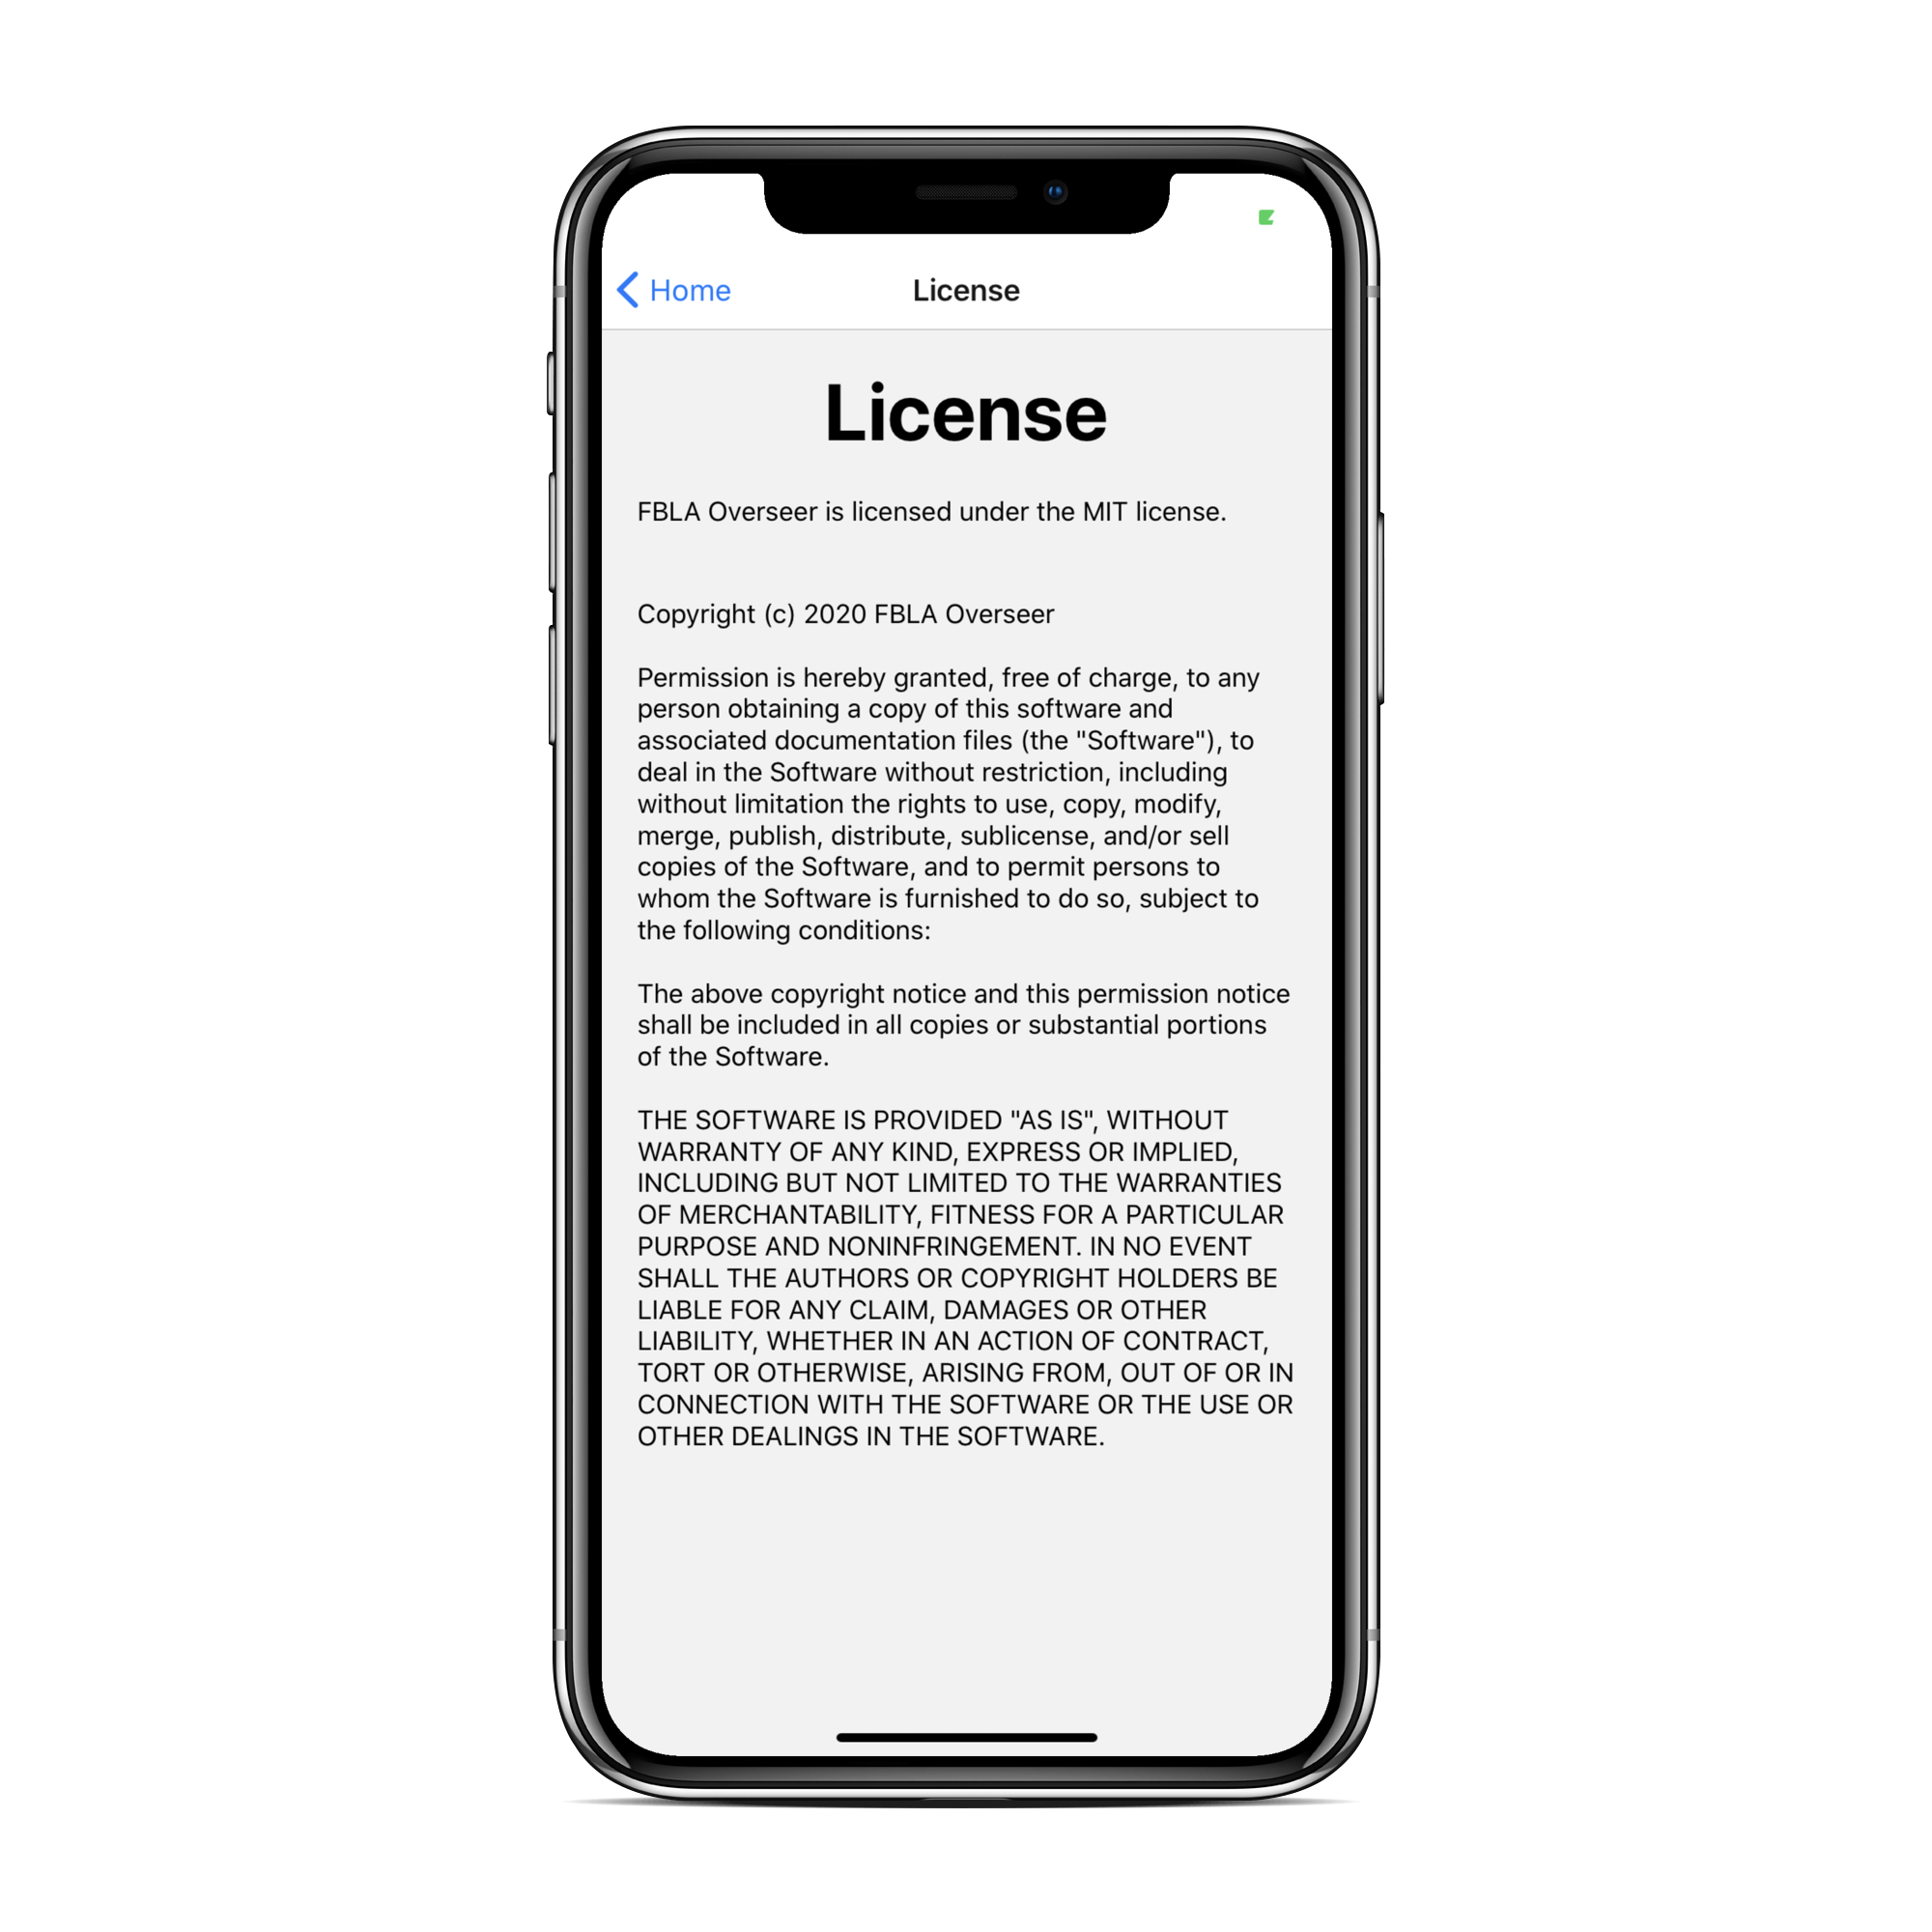 Home
License
License
FBLA Overseer is licensed under the MIT license.
Copyright (c) 2020 FBLA Overseer
Permission is hereby granted, free of charge, to any
person obtaining a copy of this software and
associated documentation files (the "Software"), to
deal in the Software without restriction, including
without limitation the rights to use, copy, modify,
merge, publish, distribute, sublicense, and/or sell
copies of the Software, and to permit persons to
whom the Software is furnished to do so, subject to
the following conditions:
The above copyright notice and this permission notice
shall be included in all copies or substantial portions
of the Software.
THE SOFTWARE IS PROVIDED "AS IS", WITHOUT
WARRANTY OF ANY KIND, EXPRESS OR IMPLIED,
INCLUDING BUT NOT LIMITED TO THE WARRANTIES
OF MERCHANTABILITY, FITNESS FOR A PARTICULAR
PURPOSE AND NONINFRINGEMENT. IN NO EVENT
SHALL THE AUTHORS OR COPYRIGHT HOLDERS BE
LIABLE FOR ANY CLAIM, DAMAGES OR OTHER
LIABILITY, WHETHER IN AN ACTION OF CONTRACT,
TORT OR OTHERWISE, ARISING FROM, OUT OF OR IN
CONNECTION WITH THE SOFTWARE OR THE USE OR
OTHER DEALINGS IN THE SOFTWARE.